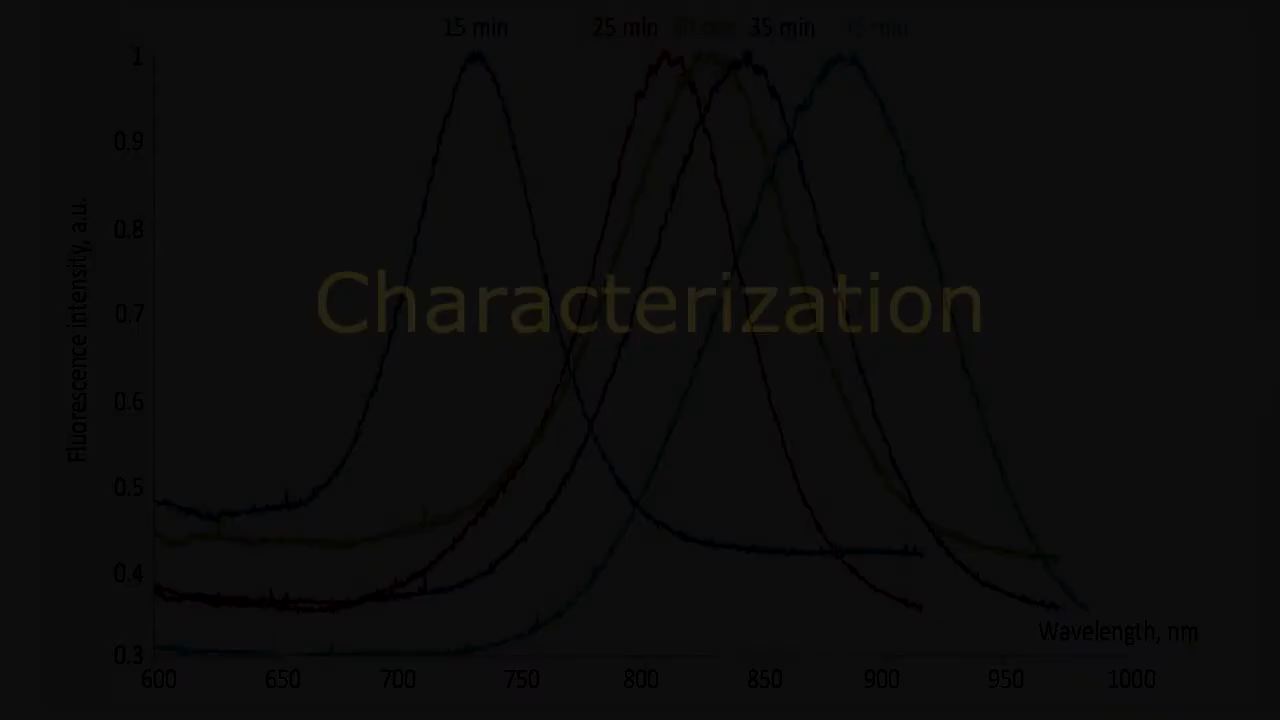 15 min 25 min 35 min
1
0.9
0.8
0.7
0.6
0.5
0.4
0.3
Fluorescence intensity, a.u.
Characterization
Wavelength, nm
600 650 700 750 800 850 900 950 1000